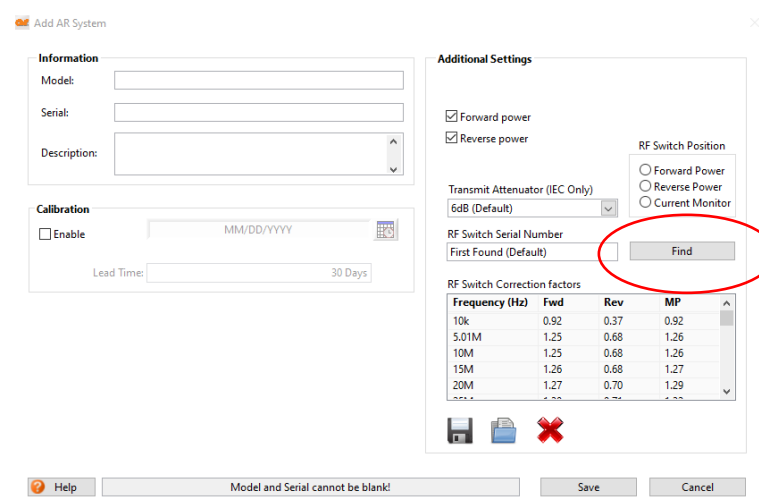 Add AR System
Information
Model:
Serial:
Description:
Calibration
Enable
MM/DD/YYYY
Lead Time:
30 Days
Additional Settings
Forward power
Reverse power
RF Switch Position
Forward Power
Reverse Power
Current Monitor
Transmit Attenuator (IEC Only)
6dB (Default)
RF Switch Serial Number
First Found (Default)
Find
RF Switch Correction factors
Frequency (Hz) Fwd Rev MP
10k 0.92 0.37 0.92
5.01M 1.25 0.68 1.26
10M 1.25 0.68 1.26
15M 1.26 0.68 1.27
20M 1.27 0.70 1.29
Help
Model and Serial cannot be blank!
Save
Cancel